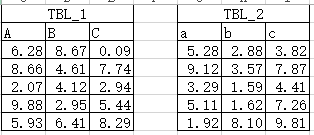 TBL_1 TBL_2
A B C a b c
6.28 8.67 0.09 5.28 2.88 3.82
8.66 4.61 7.74 9.12 3.57 7.87
2.07 4.12 2.94 3.29 1.59 4.41
9.88 2.95 5.44 5.11 1.62 7.26
5.93 6.41 8.29 1.92 8.10 9.81